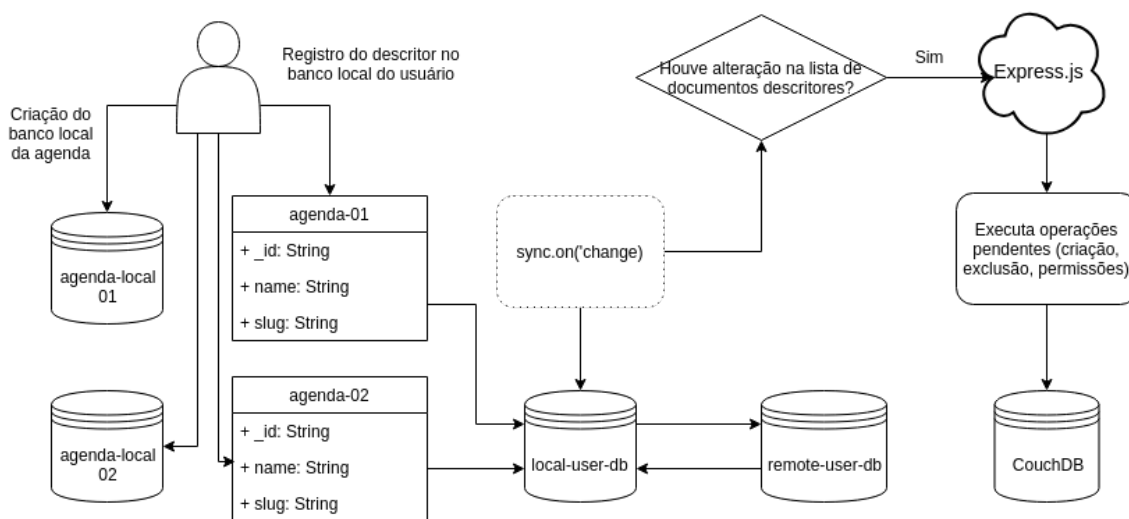 Registro do descritor no
banco local do usuário
Criação do
banco local
da agenda
Houve alteração na lista de
documentos descritores?
Sim
Express.js
agenda-local
01
agenda-01
+ _id: String
+ name: String
+ slug: String
sync.on('change)
Executa operações
pendentes (criação,
exclusão, permissões)
agenda-local
02
agenda-02
+ _id: String
+ name: String
+ slug: String
local-user-db
remote-user-db
CouchDB